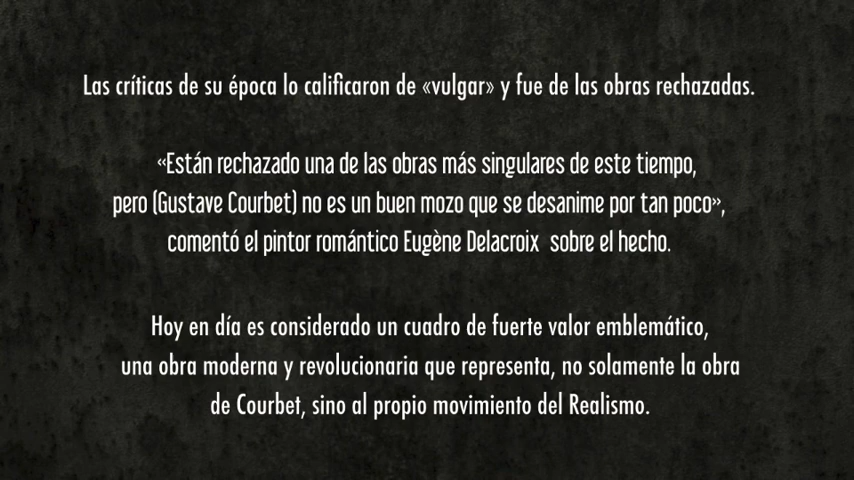 Las críticas de su época lo calificaron de «vulgar» y fue de las obras rechazadas.
«Están rechazado una de las obras más singulares de este tiempo,
pero (Gustave Courbet) no es un buen mozo que se desanime por tan poco»,
comentó el pintor romántico Eugène Delacroix sobre el hecho.
Hoy en día es considerado un cuadro de fuerte valor emblemático,
una obra moderna y revolucionaria que representa, no solamente la obra
de Courbet, sino al propio movimiento del Realismo.